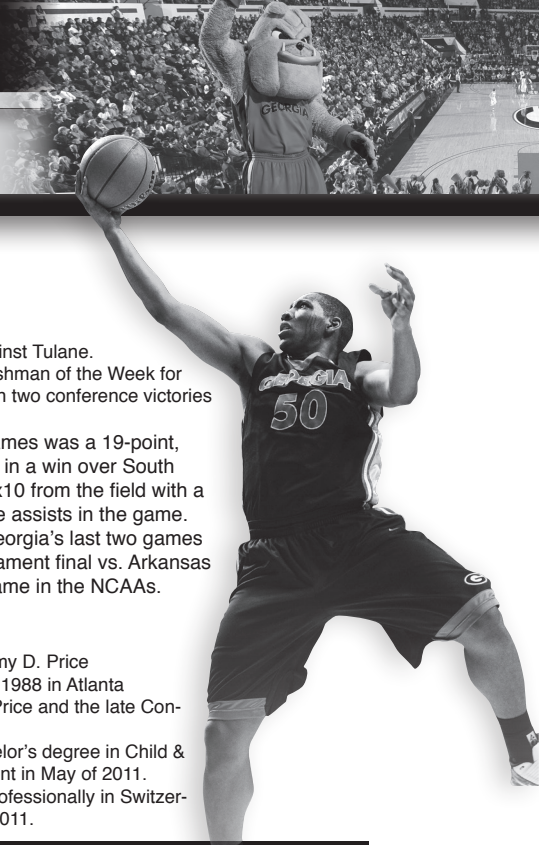 GEORGIA
inst Tulane.
shman of the Week for
n two conference victories
ames was a 19-point,
in a win over South
x10 from the field with a
e assists in the game.
eorgia's last two games
ament final vs. Arkansas
ame in the NCAAs.
GEORGIA
50
G
my D. Price
1988 in Atlanta
Price and the late Con-
elor's degree in Child &
nt in May of 2011.
ofessionally in Switzer-
011.